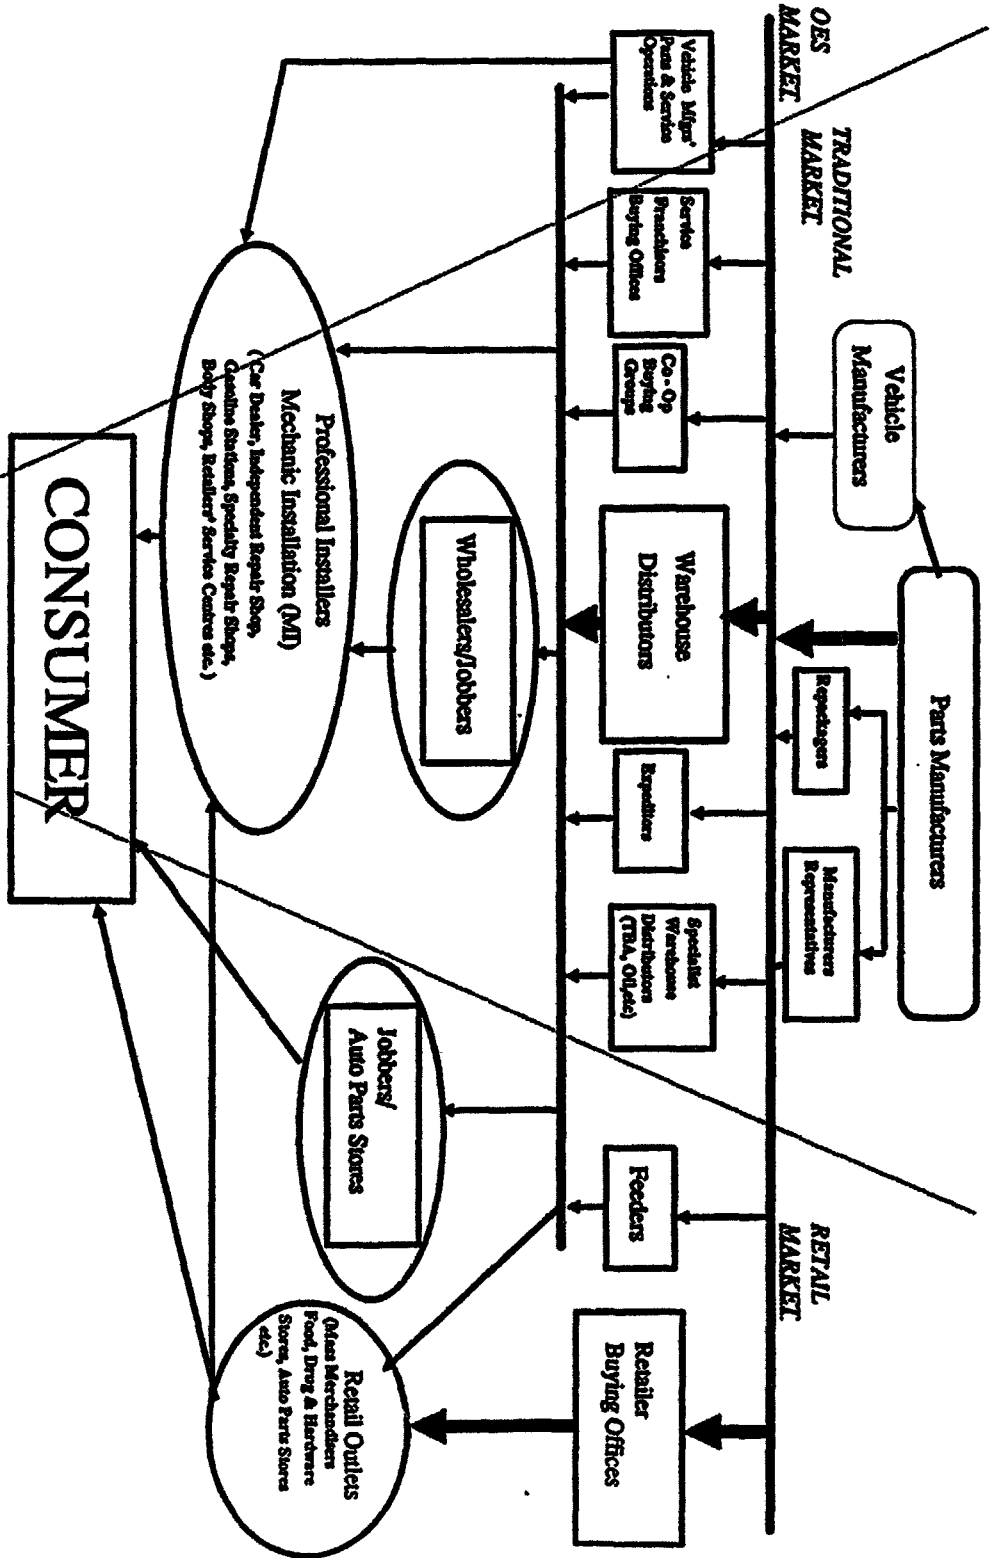 Parts Manufacturers
Vehicle
Manufacturers
Repackagers
Manufacturers
Representatives
OES
MARKET
TRADITIONAL
MARKET
RETAIL
MARKET
Vehicle Mfgrs'
Parts & Service
Operations
Service
Franchisors
Buying Offices
Co - Op
Buying
Groups
Warehouse
Distributors
Expeditors
Specialist
Warehouse
Distributors
(TBA, Oil,etc)
Feeders
Retailer
Buying Offices
Wholesalers/Jobbers
Jobbers/
Auto Parts Stores
Professional Installers
Mechanic Installation (MI)
(Car Dealer, Independent Repair Shop,
Gasoline Stations, Specialty Repair Shops,
Body Shops, Retailers' Service Centres etc.)
Retail Outlets
(Mass Merchandisers
Food, Drug & Hardware
Stores, Auto Parts Stores
etc.)
CONSUMER